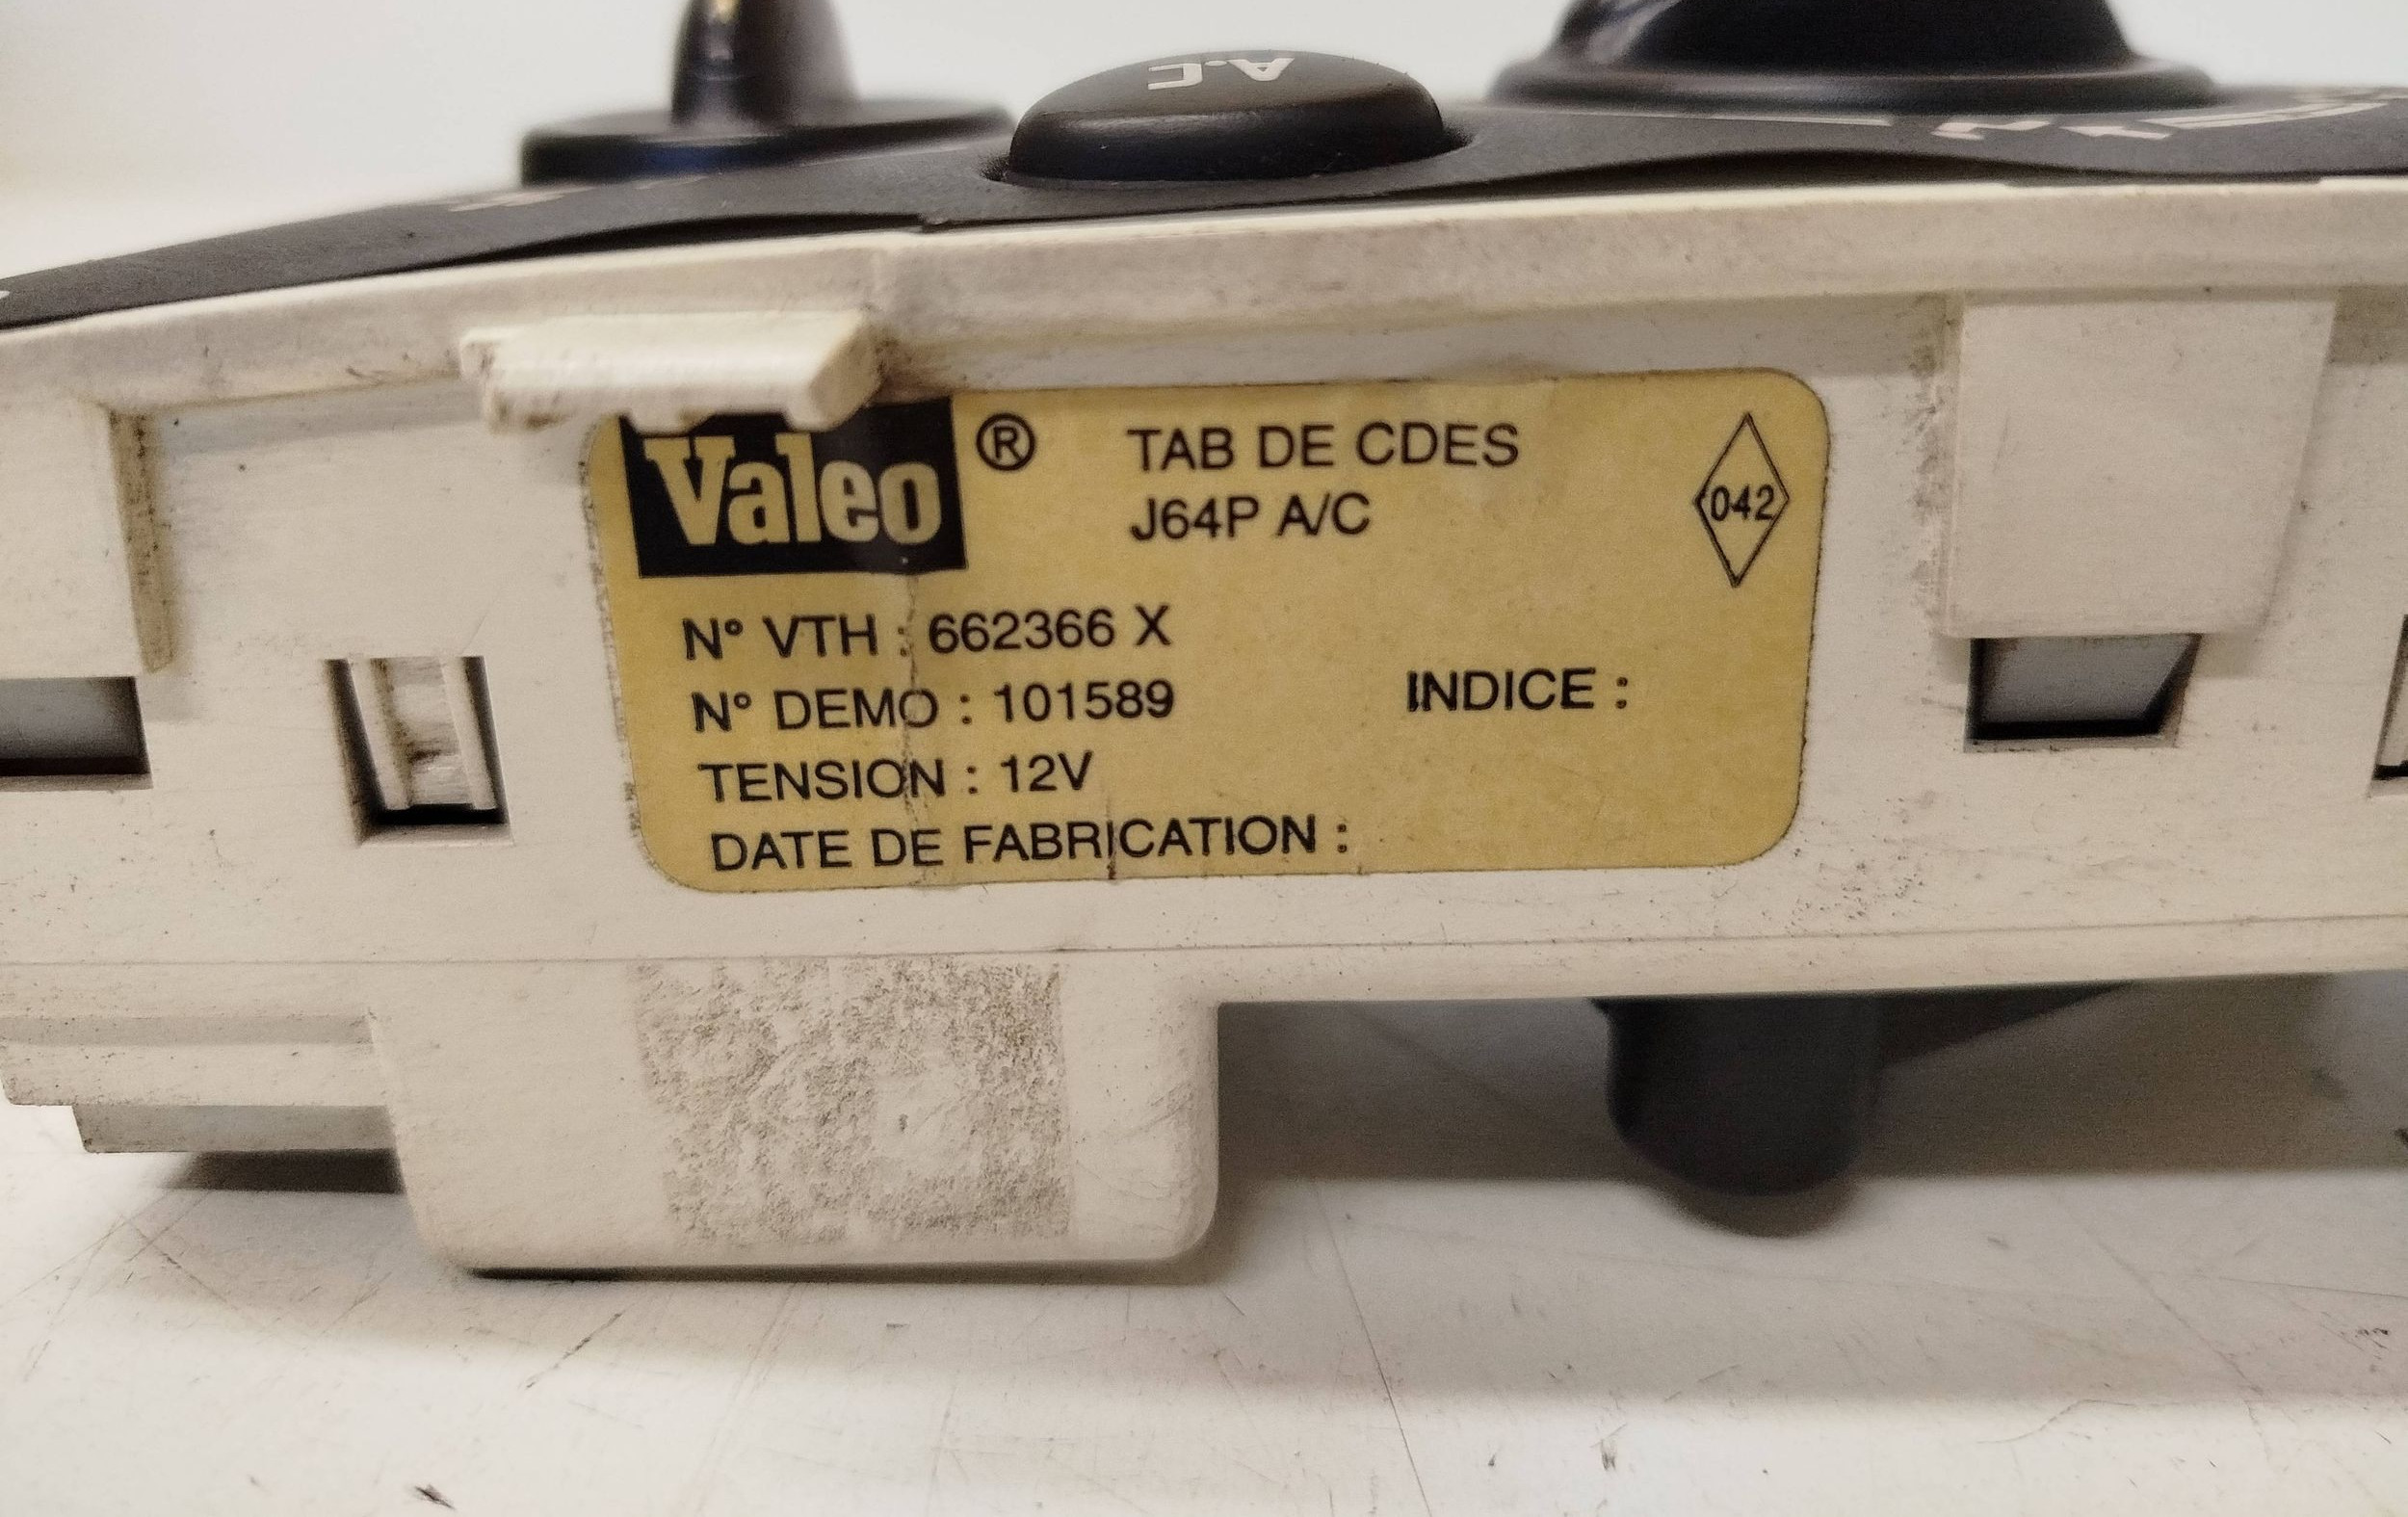 A.C
Valeo ® TAB DE CDES
J64P A/C
042
N° VTH : 662366 X
N° DEMO : 101589 INDICE :
TENSION : 12V
DATE DE FABRICATION :